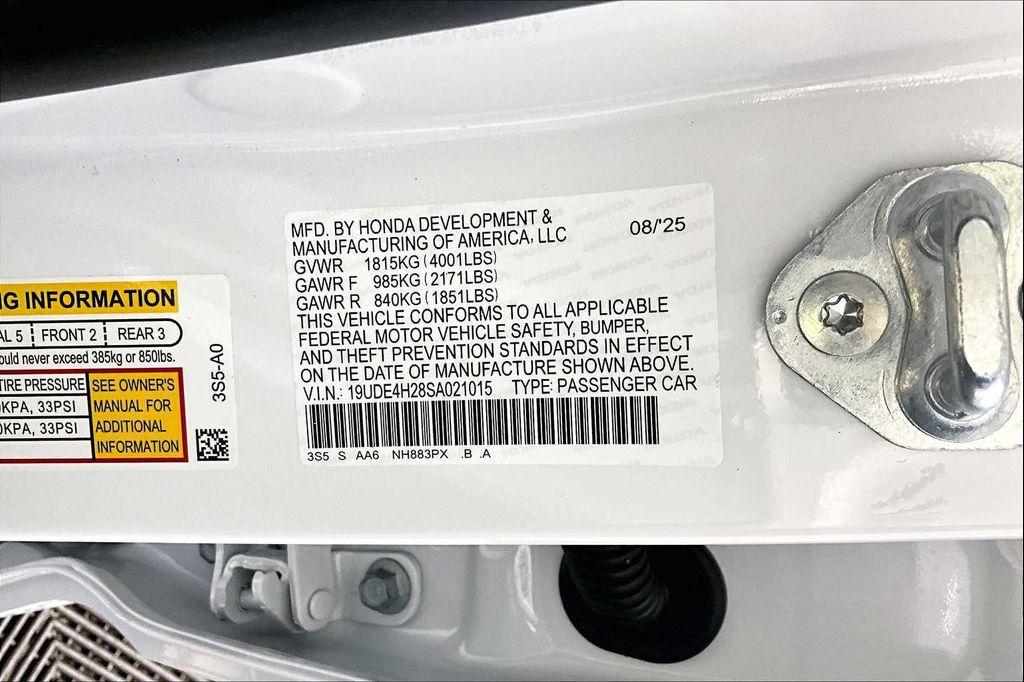 NG INFORMATION
AL 5 FRONT 2 REAR 3
ould never exceed 385kg or 850lbs.
TIRE PRESSURE
0KPA, 33PSI
0KPA, 33PSI
SEE OWNER'S
MANUAL FOR
ADDITIONAL
INFORMATION
3S5-A0
MFD. BY HONDA DEVELOPMENT &
MANUFACTURING OF AMERICA, LLC
08/'25
GVWR 1815KG (4001LBS)
GAWR F 985KG (2171LBS)
GAWR R 840KG (1851LBS)
THIS VEHICLE CONFORMS TO ALL APPLICABLE
FEDERAL MOTOR VEHICLE SAFETY, BUMPER,
AND THEFT PREVENTION STANDARDS IN EFFECT
ON THE DATE OF MANUFACTURE SHOWN ABOVE.
V.I.N.: 19UDE4H28SA021015 TYPE: PASSENGER CAR
3S5 S AA6 NH883PX .B .A